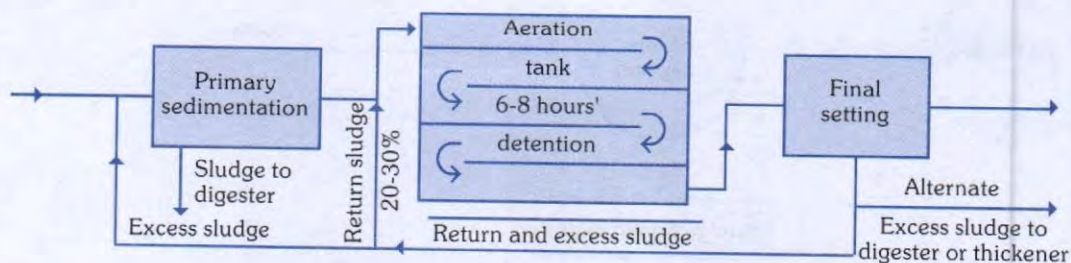 Primary
sedimentation
Sludge to
digester
Excess sludge
Return sludge
20-30%
Aeration
tank
6-8 hours'
detention
Return and excess sludge
Final
setting
Alternate
Excess sludge to
digester or thickener